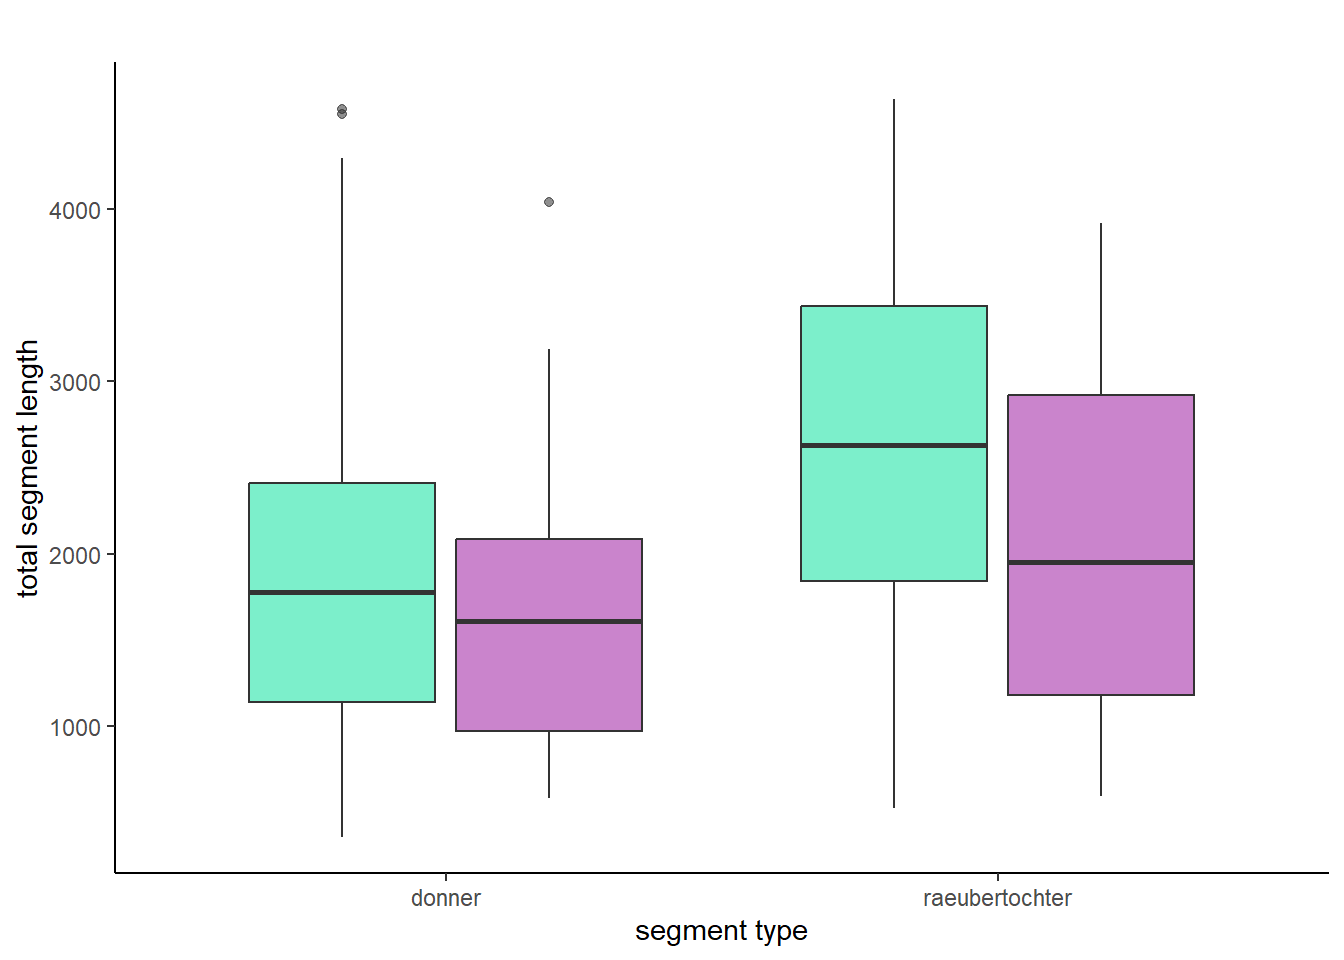 total segment length
4000
3000
2000
1000
donner
raeubertochter
segment type